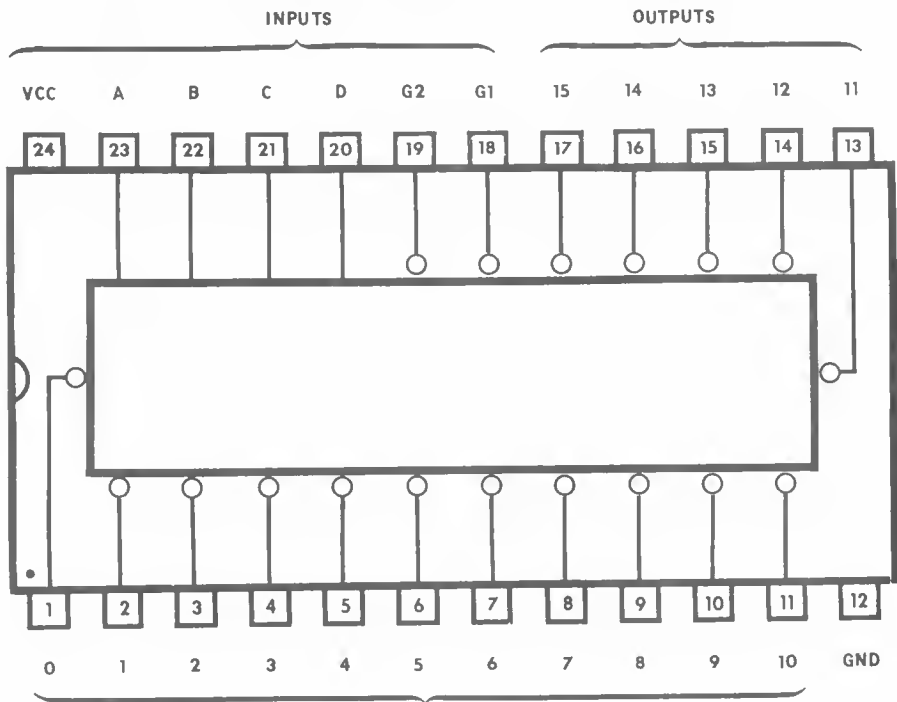 INPUTS OUTPUTS
VCC A B C D G2 G1 15 14 13 12 11
24 23 22 21 20 19 18 17 16 15 14 13
1 2 3 4 5 6 7 8 9 10 11 12
0 1 2 3 4 5 6 7 8 9 10 GND